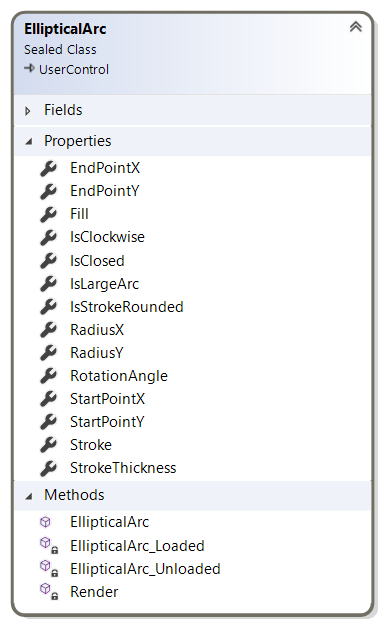 EllipticalArc
Sealed Class
UserControl
Fields
Properties
EndPointX
EndPointY
Fill
IsClockwise
IsClosed
IsLargeArc
IsStrokeRounded
RadiusX
RadiusY
RotationAngle
StartPointX
StartPointY
Stroke
StrokeThickness
Methods
EllipticalArc
EllipticalArc_Loaded
EllipticalArc_Unloaded
Render